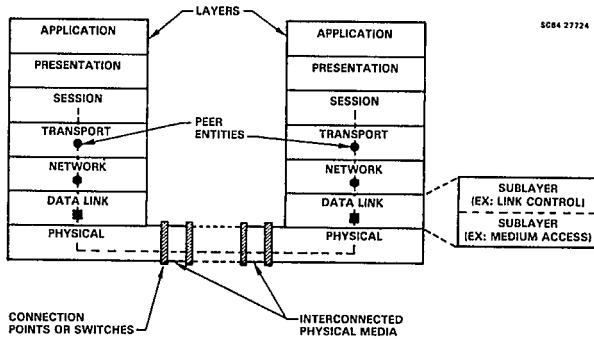 LAYERS
SC84 27724
APPLICATION
PRESENTATION
SESSION
TRANSPORT
NETWORK
DATA LINK
PHYSICAL
PEER
ENTITIES
APPLICATION
PRESENTATION
SESSION
TRANSPORT
NETWORK
DATA LINK
PHYSICAL
SUBLAYER
(EX: LINK CONTROL)
SUBLAYER
(EX: MEDIUM ACCESS)
CONNECTION
POINTS OR SWITCHES
INTERCONNECTED
PHYSICAL MEDIA